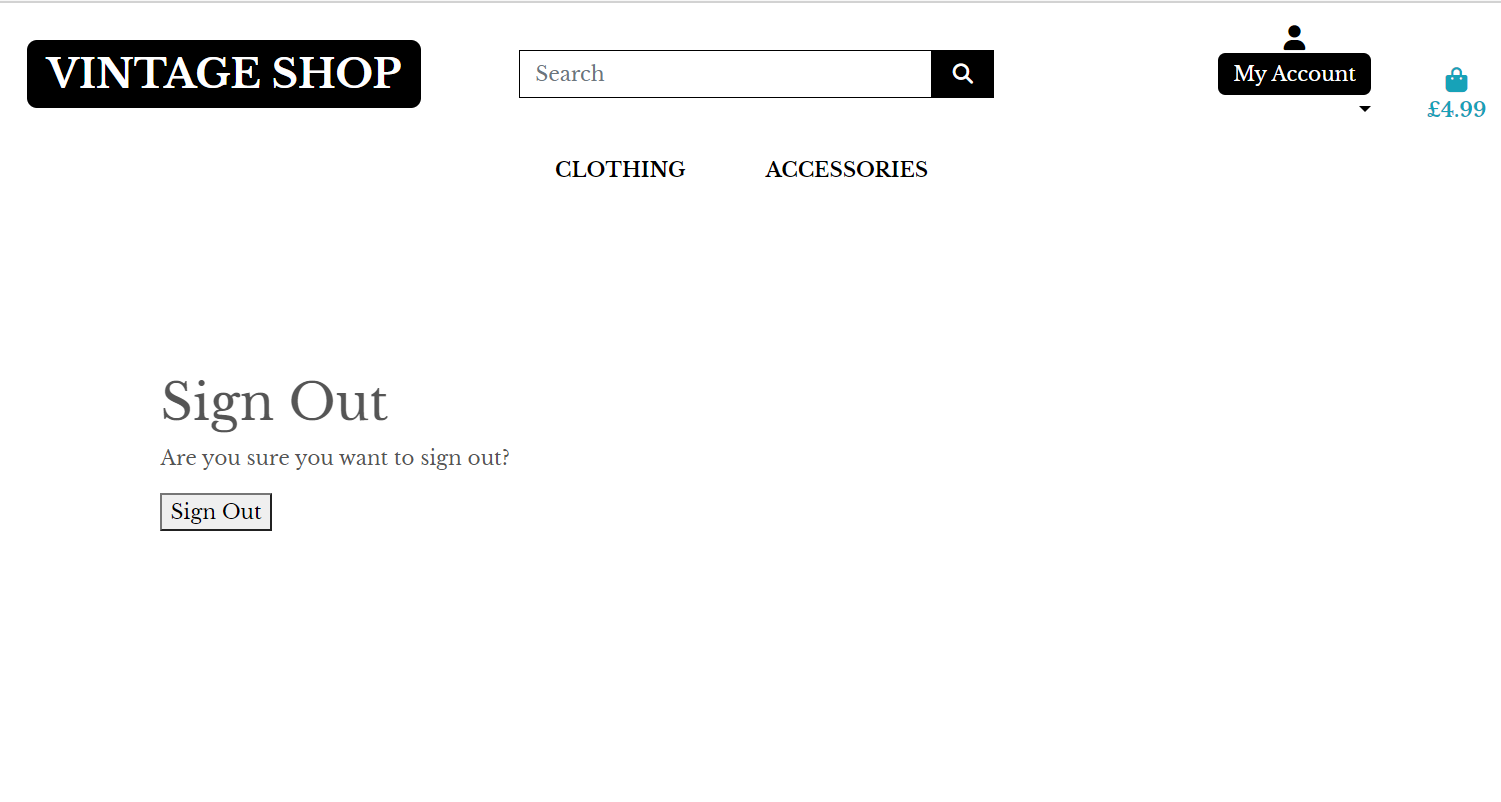 VINTAGE SHOP
Search
My Account
£4.99
CLOTHING
ACCESSORIES
Sign Out
Are you sure you want to sign out?
Sign Out